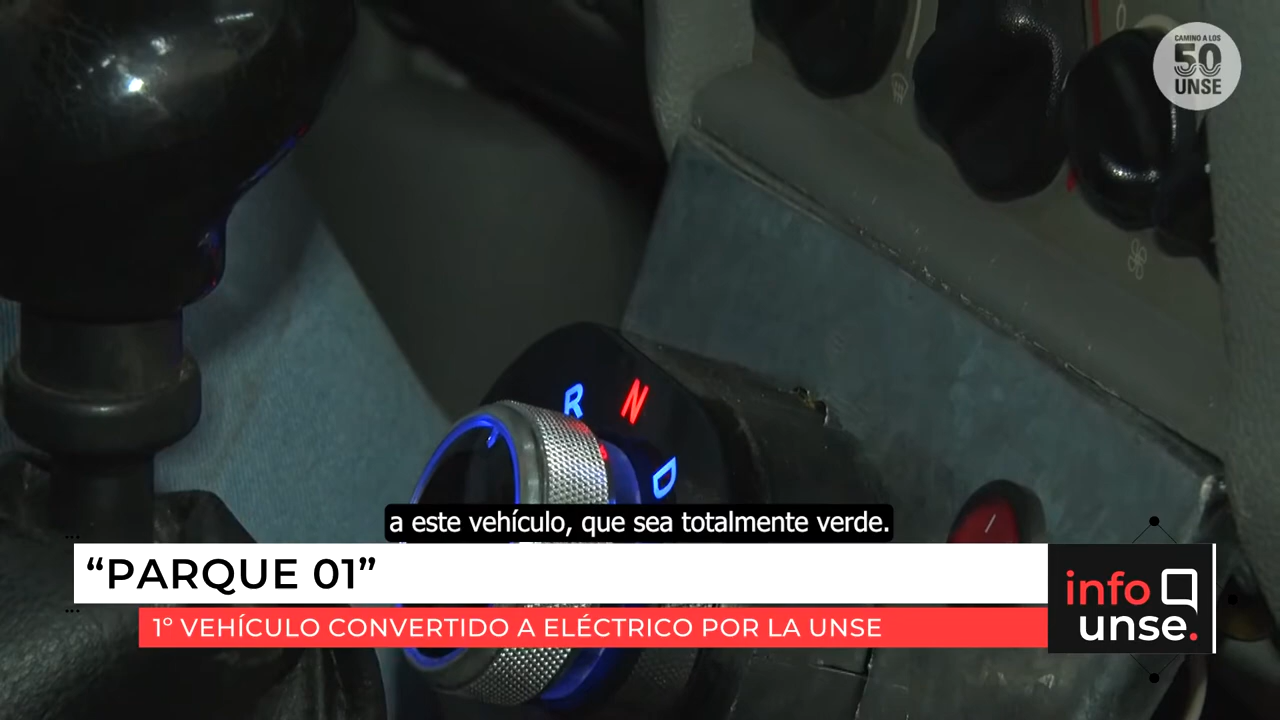 CAMINO A LOS
50
UNSE
R N
D
a este vehículo, que sea totalmente verde.
“PARQUE 01”
1º VEHÍCULO CONVERTIDO A ELÉCTRICO POR LA UNSE
info
unse.